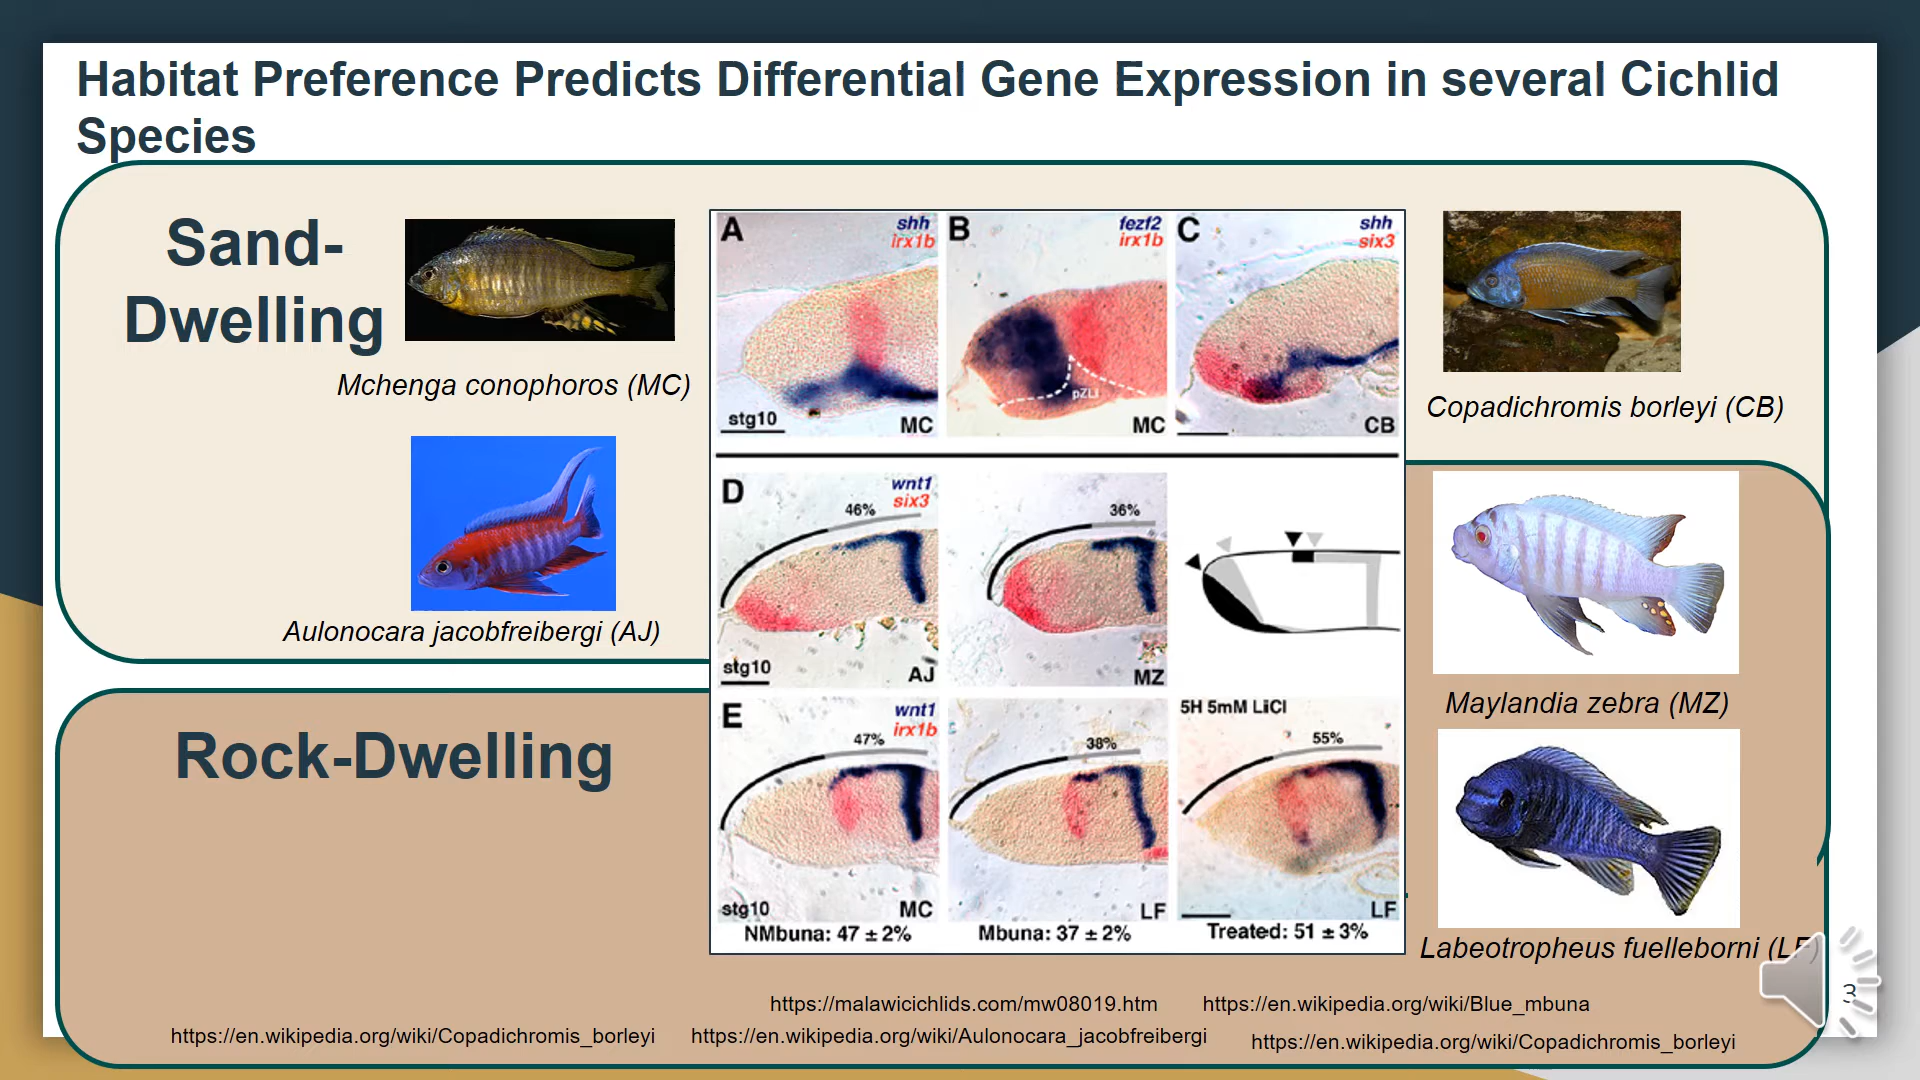 Habitat Preference Predicts Differential Gene Expression in several Cichlid
Species
Sand-
Dwelling
Mchenga conophoros (MC)
Aulonocara jacobfreibergi (AJ)
A
shh
irx1b
stg10
MC
B
fezf2
irx1b
pZLI
MC
C
shh
six3
CB
D
wnt1
six3
46%
stg10
AJ
36%
MZ
E
wnt1
irx1b
47%
stg10
MC
NMbuna: 47 ± 2%
38%
LF
Mbuna: 37 ± 2%
5H 5mM LiCl
55%
LF
Treated: 51 ± 3%
Copadichromis borleyi (CB)
Maylandia zebra (MZ)
Labeotropheus fuelleborni (LF)
Rock-Dwelling
https://malawicichlids.com/mw08019.htm
https://en.wikipedia.org/wiki/Blue_mbuna
https://en.wikipedia.org/wiki/Copadichromis_borleyi
https://en.wikipedia.org/wiki/Aulonocara_jacobfreibergi
https://en.wikipedia.org/wiki/Copadichromis_borleyi
3